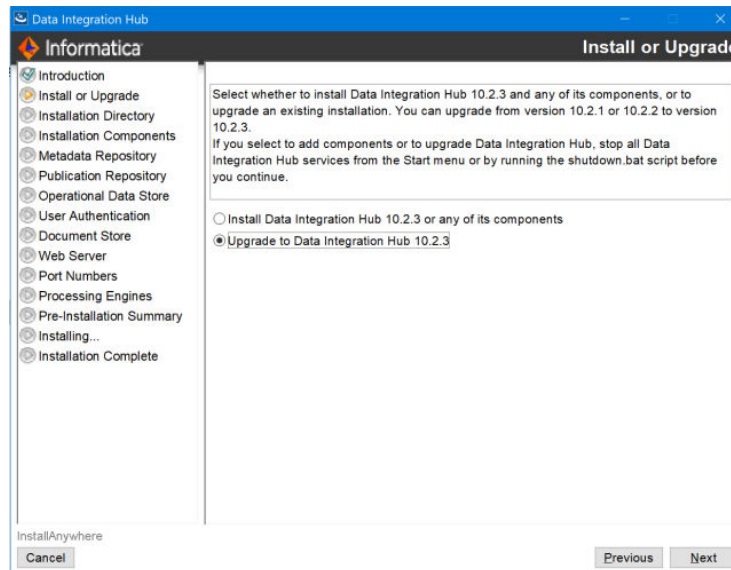 Data Integration Hub
Informatica
Install or Upgrade
Introduction
Install or Upgrade
Installation Directory
Installation Components
Metadata Repository
Publication Repository
Operational Data Store
User Authentication
Document Store
Web Server
Port Numbers
Processing Engines
Pre-Installation Summary
Installing...
Installation Complete
Select whether to install Data Integration Hub 10.2.3 and any of its components, or to
upgrade an existing installation. You can upgrade from version 10.2.1 or 10.2.2 to version
10.2.3.
If you select to add components or to upgrade Data Integration Hub, stop all Data
Integration Hub services from the Start menu or by running the shutdown.bat script before
you continue.
Install Data Integration Hub 10.2.3 or any of its components
Upgrade to Data Integration Hub 10.2.3
InstallAnywhere
Cancel
Previous
Next